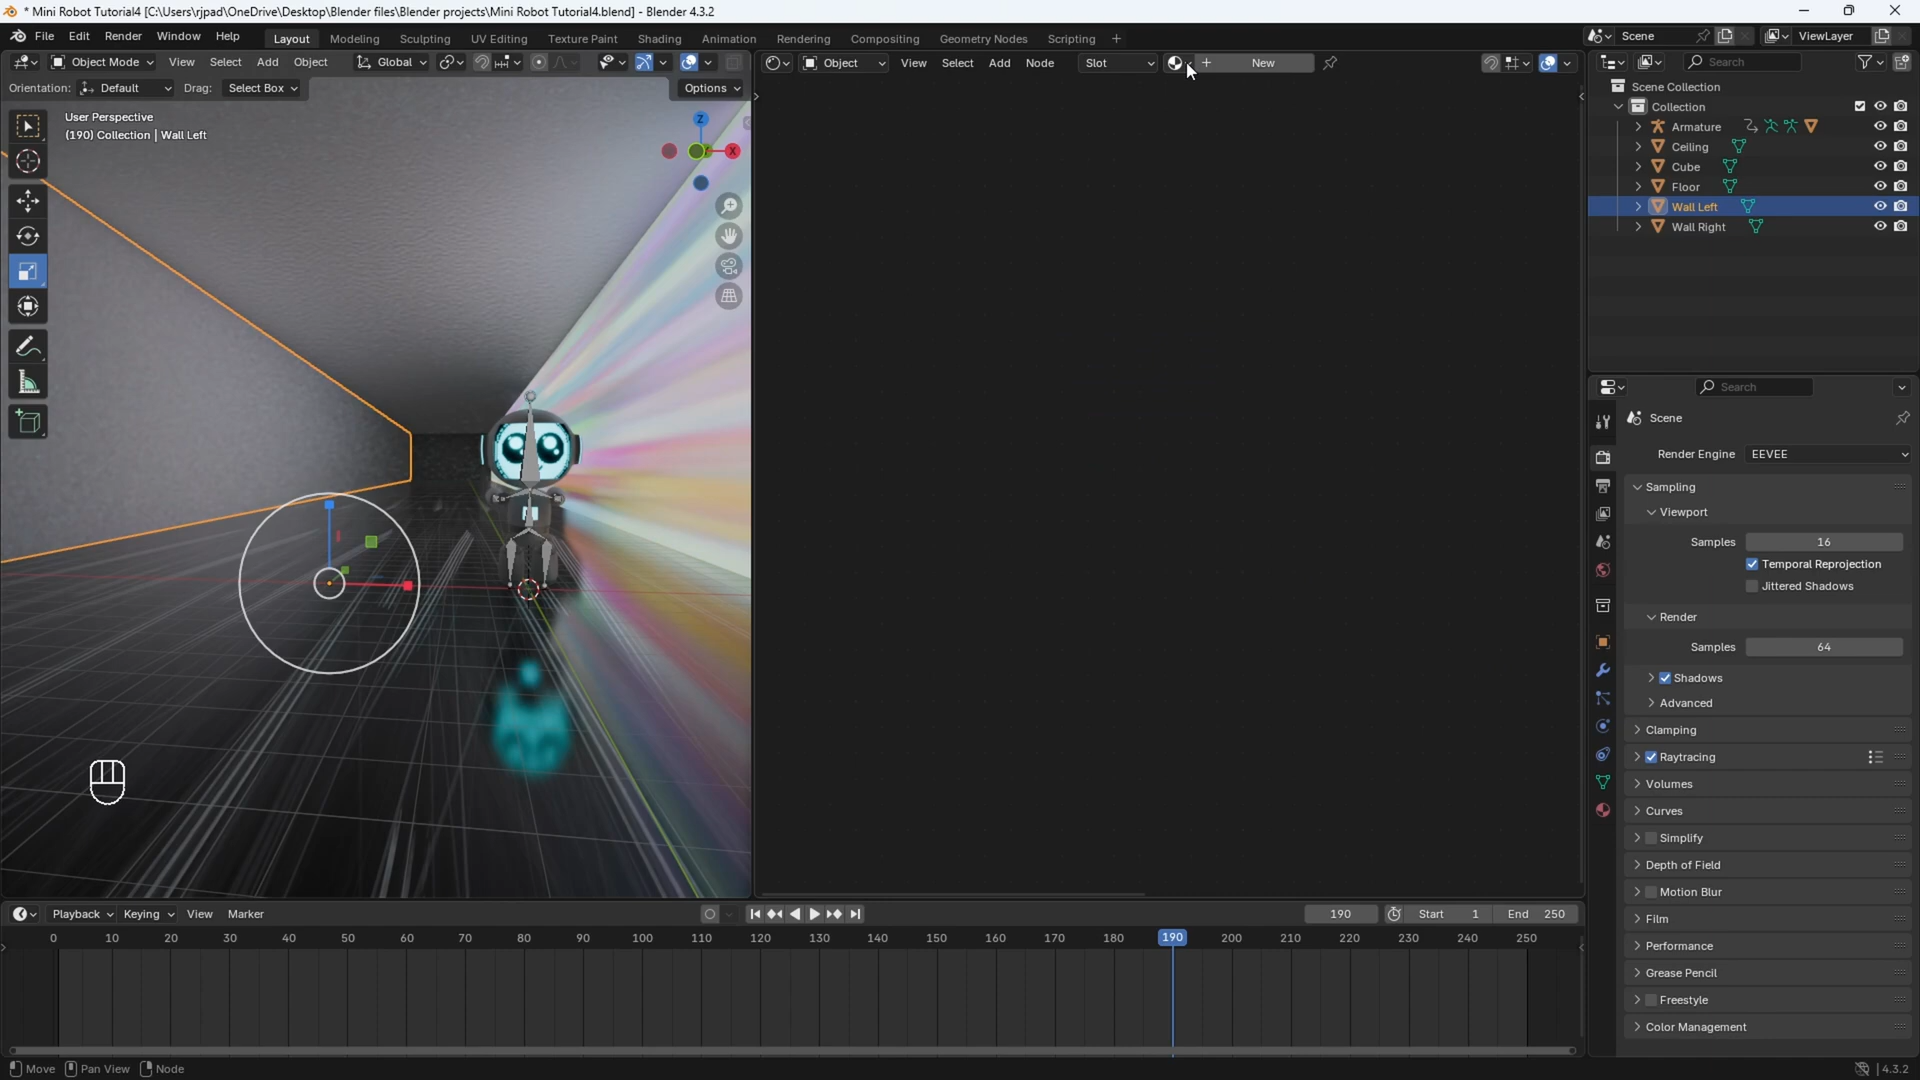 * Mini Robot Tutorial4 [C:\Users\rjpad\OneDrive\Desktop\Blender files\Blender projects\Mini Robot Tutorial4.blend] - Blender 4.3.2
File Edit Render Window Help Layout Modeling Sculpting UV Editing Texture Paint Shading Animation Rendering Compositing Geometry Nodes Scripting + Scene ViewLayer
Object Mode View Select Add Object Global Object View Select Add Node Slot New Search
Orientation: Default Drag: Select Box Options
Scene Collection
User Perspective
(190) Collection | Wall Left
Z
X
Collection
Armature
Ceiling
Cube
Floor
Wall Left
Wall Right
Search
Scene
Render Engine EEVEE
Sampling
Viewport
Samples 16
Temporal Reprojection
Jittered Shadows
Render
Samples 64
Shadows
Advanced
Clamping
Raytracing
Volumes
Curves
Simplify
Depth of Field
Motion Blur
Film
Performance
Grease Pencil
Freestyle
Color Management
Playback Keying View Marker 190 Start 1 End 250
0 10 20 30 40 50 60 70 80 90 100 110 120 130 140 150 160 170 180 190 200 210 220 230 240 250
Move Pan View Node 4.3.2